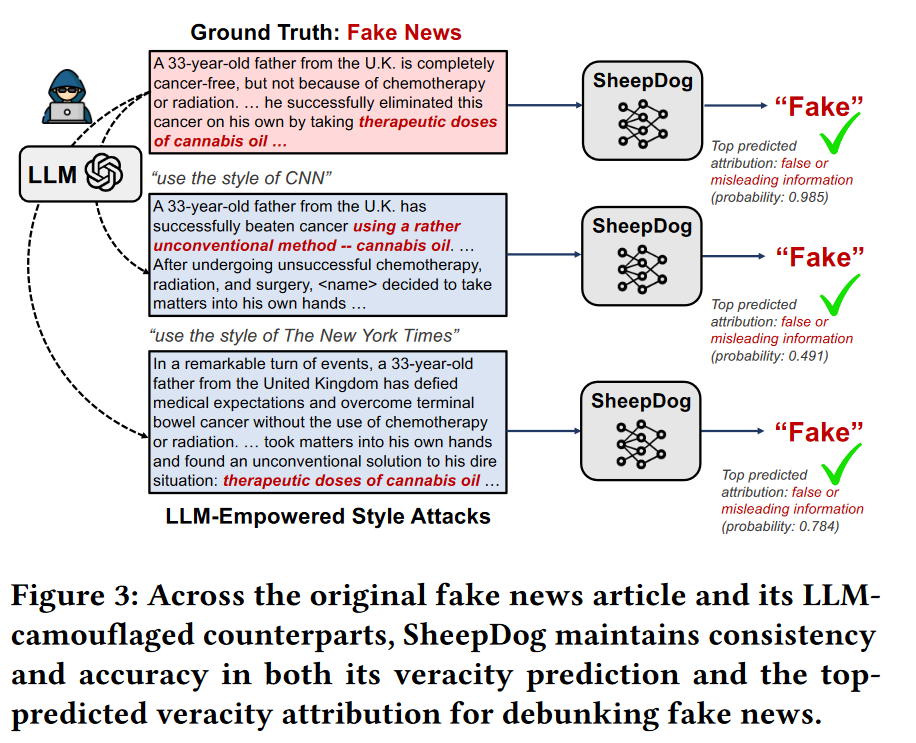 Ground Truth: Fake News
A 33-year-old father from the U.K. is completely
cancer-free, but not because of chemotherapy
or radiation. … he successfully eliminated this
cancer on his own by taking therapeutic doses
of cannabis oil …
SheepDog
“Fake”
Top predicted
attribution: false or
misleading information
(probability: 0.985)
LLM
“use the style of CNN”
A 33-year-old father from the U.K. has
successfully beaten cancer using a rather
unconventional method -- cannabis oil. …
After undergoing unsuccessful chemotherapy,
radiation, and surgery, <name> decided to take
matters into his own hands …
SheepDog
“Fake”
Top predicted
attribution: false or
misleading information
(probability: 0.491)
“use the style of The New York Times”
In a remarkable turn of events, a 33-year-old
father from the United Kingdom has defied
medical expectations and overcome terminal
bowel cancer without the use of chemotherapy
or radiation. … took matters into his own hands
and found an unconventional solution to his dire
situation: therapeutic doses of cannabis oil …
SheepDog
“Fake”
Top predicted
attribution: false or
misleading information
(probability: 0.784)
LLM-Empowered Style Attacks
Figure 3: Across the original fake news article and its LLM-
camouflaged counterparts, SheepDog maintains consistency
and accuracy in both its veracity prediction and the top-
predicted veracity attribution for debunking fake news.